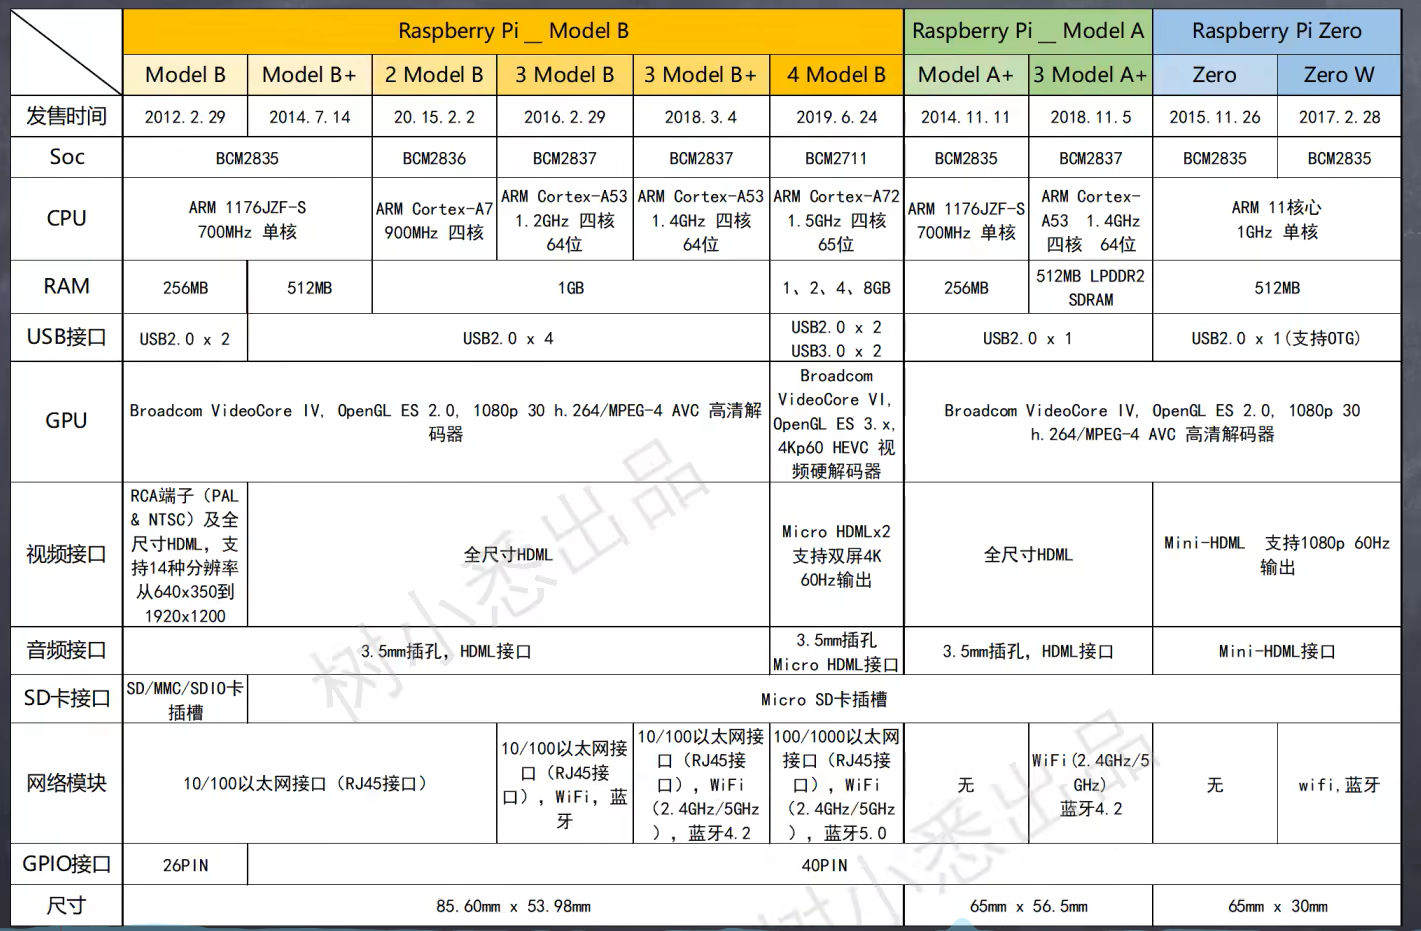 Raspberry Pi __ Model B
Raspberry Pi __ Model A
Raspberry Pi Zero
Model B
Model B+
2 Model B
3 Model B
3 Model B+
4 Model B
Model A+
3 Model A+
Zero
Zero W
发售时间
2012.2.29
2014.7.14
20.15.2.2
2016.2.29
2018.3.4
2019.6.24
2014.11.11
2018.11.5
2015.11.26
2017.2.28
Soc
BCM2835
BCM2836
BCM2837
BCM2837
BCM2711
BCM2835
BCM2837
BCM2835
BCM2835
CPU
ARM 1176JZF-S
700MHz 单核
ARM Cortex-A7
900MHz 四核
ARM Cortex-A53
1.2GHz 四核
64位
ARM Cortex-A53
1.4GHz 四核
64位
ARM Cortex-A72
1.5GHz 四核
65位
ARM 1176JZF-S
700MHz 单核
ARM Cortex-
A53 1.4GHz
四核 64位
ARM 11核心
1GHz 单核
RAM
256MB
512MB
1GB
1、2、4、8GB
256MB
512MB LPDDR2
SDRAM
512MB
USB接口
USB2.0 x 2
USB2.0 x 4
USB2.0 x 2
USB3.0 x 2
USB2.0 x 1
USB2.0 x 1(支持OTG)
GPU
Broadcom VideoCore IV, OpenGL ES 2.0, 1080p 30 h.264/MPEG-4 AVC 高清解
码器
Broadcom
VideoCore VI,
OpenGL ES 3.x,
4Kp60 HEVC 视
频硬解码器
Broadcom VideoCore IV, OpenGL ES 2.0, 1080p 30
h.264/MPEG-4 AVC 高清解码器
视频接口
RCA端子（PAL
& NTSC）及全
尺寸HDML，支
持14种分辨率
从640x350到
1920x1200
全尺寸HDML
Micro HDMLx2
支持双屏4K
60Hz输出
全尺寸HDML
Mini-HDML 支持1080p 60Hz
输出
音频接口
3.5mm插孔，HDML接口
3.5mm插孔
Micro HDML接口
3.5mm插孔，HDML接口
Mini-HDML接口
SD卡接口
SD/MMC/SDIO卡
插槽
Micro SD卡插槽
网络模块
10/100以太网接口（RJ45接口）
10/100以太网接
口（RJ45接
口），WiFi，蓝
牙
10/100以太网接
口（RJ45接
口），WiFi
（2.4GHz/5GHz
），蓝牙4.2
100/1000以太网
接口（RJ45接
口），WiFi
（2.4GHz/5GHz
），蓝牙5.0
无
WiFi(2.4GHz/5
GHz)
蓝牙4.2
无
wifi,蓝牙
GPIO接口
26PIN
40PIN
尺寸
85.60mm x 53.98mm
65mm x 56.5mm
65mm x 30mm
树小悉出品
树小悉出品